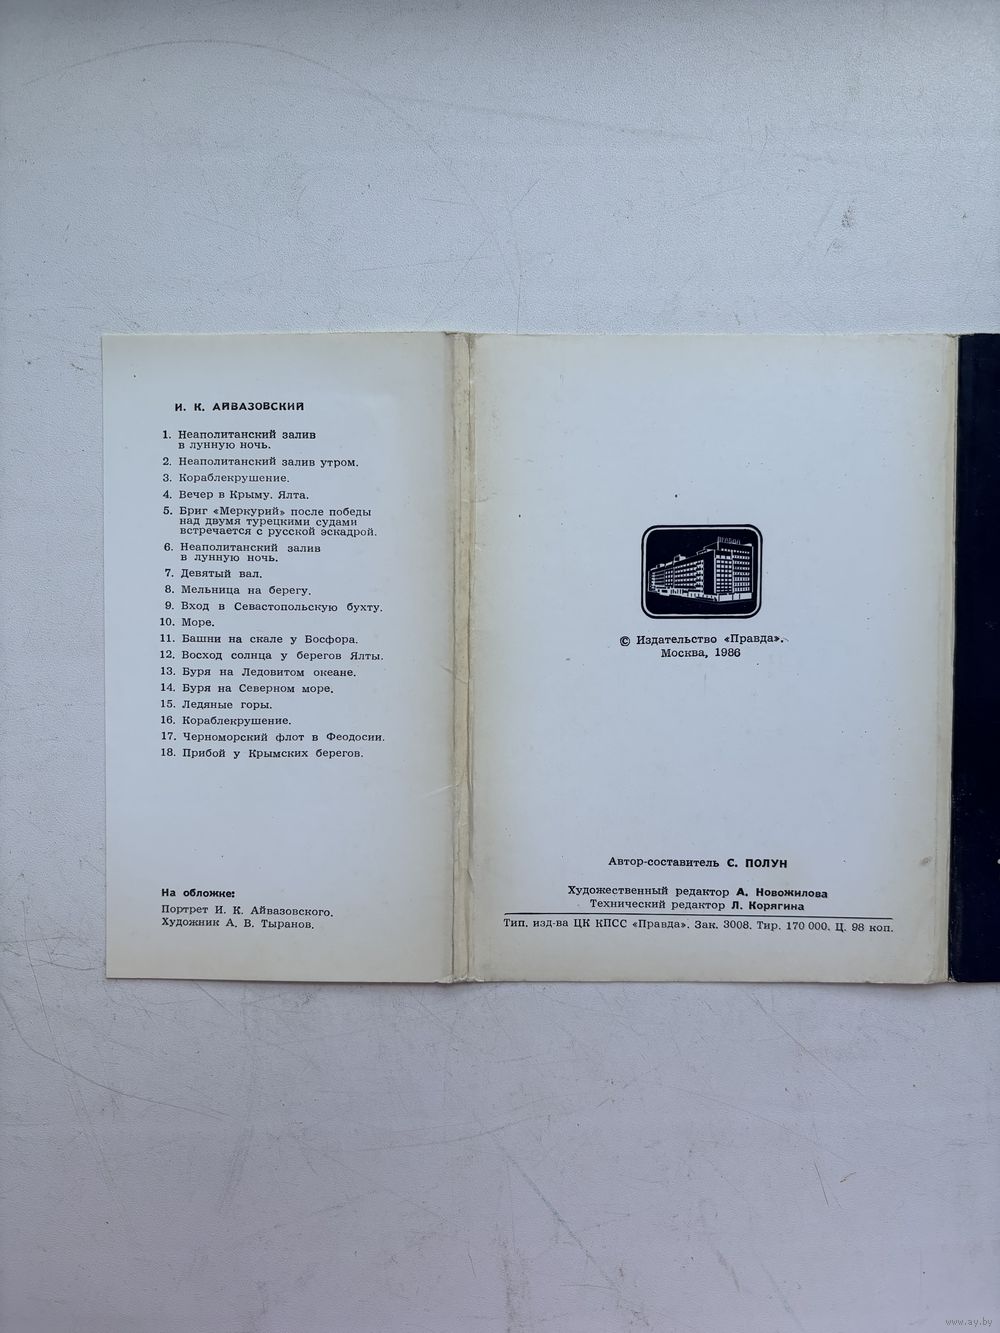 И. К. АЙВАЗОВСКИЙ
1. Неаполитанский залив
в лунную ночь.
2. Неаполитанский залив утром.
3. Кораблекрушение.
4. Вечер в Крыму. Ялта.
5. Бриг «Меркурий» после победы
над двумя турецкими судами
встречается с русской эскадрой.
6. Неаполитанский залив
в лунную ночь.
7. Девятый вал.
8. Мельница на берегу.
9. Вход в Севастопольскую бухту.
10. Море.
11. Башни на скале у Босфора.
12. Восход солнца у берегов Ялты.
13. Буря на Ледовитом океане.
14. Буря на Северном море.
15. Ледяные горы.
16. Кораблекрушение.
17. Черноморский флот в Феодосии.
18. Прибой у Крымских берегов.
На обложке:
Портрет И. К. Айвазовского.
Художник А. В. Тыранов.
ПРАВДА
© Издательство «Правда».
Москва, 1986
Автор-составитель С. ПОЛУН
Художественный редактор А. Новожилова
Технический редактор Л. Корягина
Тип. изд-ва ЦК КПСС «Правда». Зак. 3008. Тир. 170 000. Ц. 98 коп.
www.ay.by